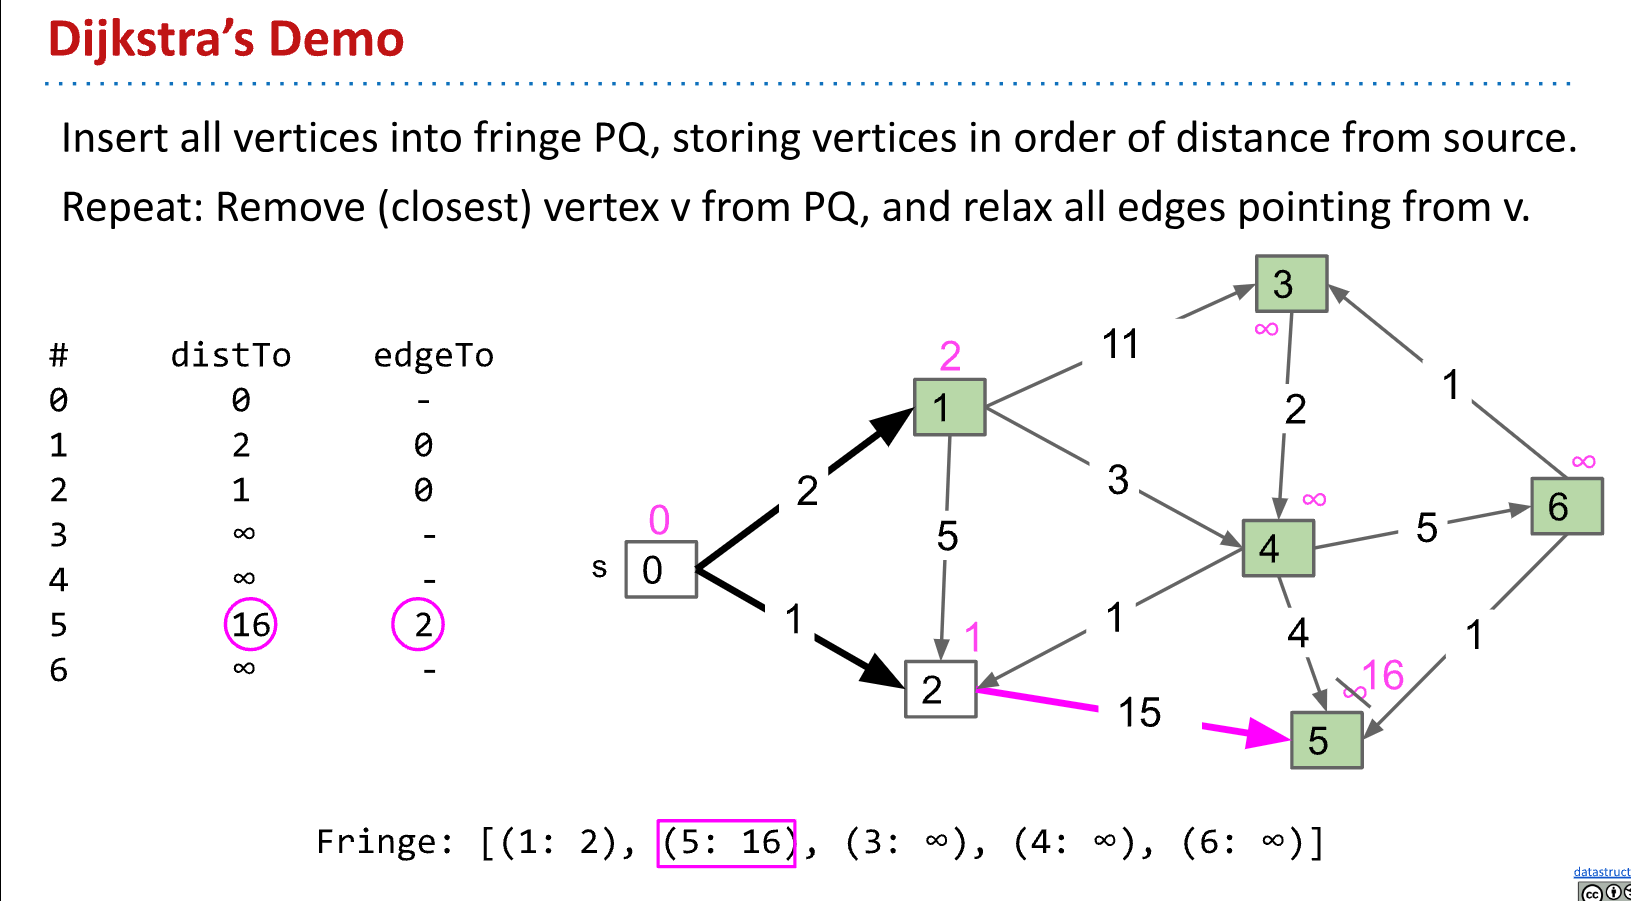 Dijkstra's Demo
Insert all vertices into fringe PQ, storing vertices in order of distance from source.
Repeat: Remove (closest) vertex v from PQ, and relax all edges pointing from v.
# distTo edgeTo
0 0 -
1 2 0
2 1 0
3 ∞ -
4 ∞ -
5 16 2
6 ∞ -
3
∞
11
2
1
1
2
∞
∞
3
6
2
0
5
5
4
s 0
1
1
1
4
1
2
16
∞
15
5
Fringe: [(1: 2), (5: 16), (3: ∞), (4: ∞), (6: ∞)]
datastruct
cc